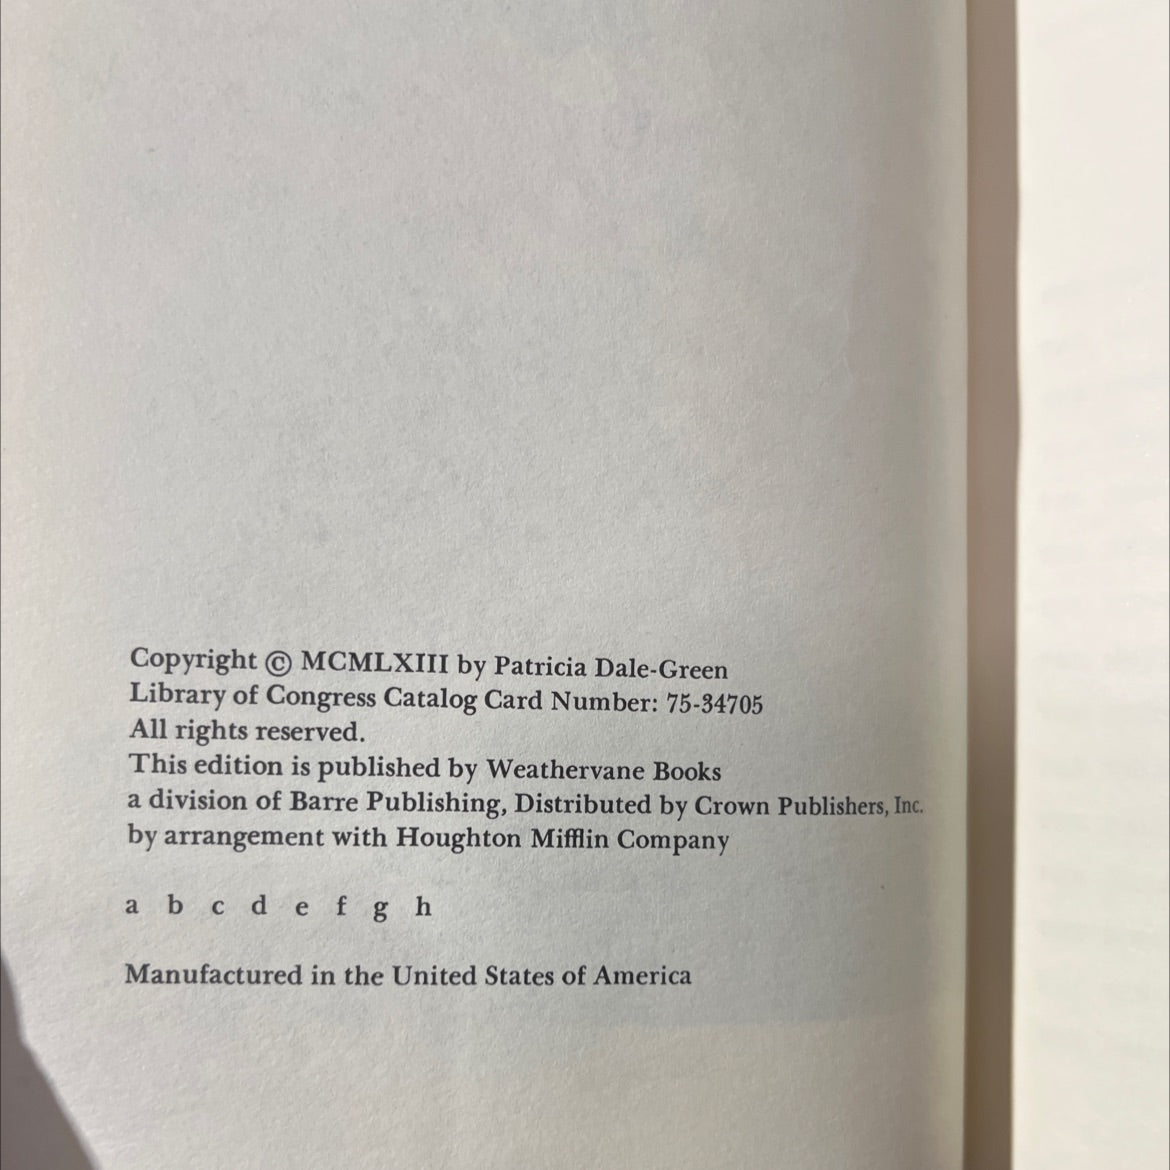 Copyright © MCMLXIII by Patricia Dale-Green
Library of Congress Catalog Card Number: 75-34705
All rights reserved.
This edition is published by Weathervane Books
a division of Barre Publishing, Distributed by Crown Publishers, Inc.
by arrangement with Houghton Mifflin Company
a b c d e f g h
Manufactured in the United States of America